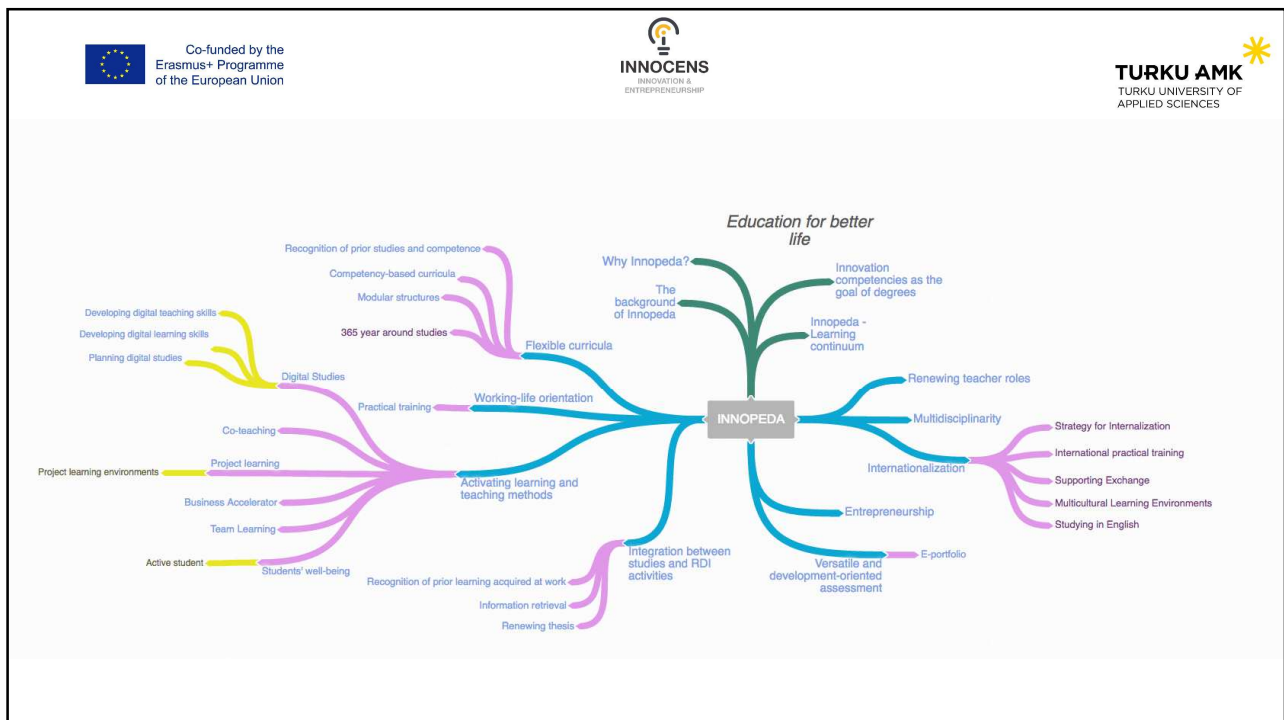 Co-funded by the
Erasmus+ Programme
of the European Union
INNOCENS
INNOVATION &
ENTREPRENEURSHIP
TURKU AMK
TURKU UNIVERSITY OF
APPLIED SCIENCES
Education for better
life
Why Innopeda?
The
background
of Innopeda
Innovation
competencies as the
goal of degrees
Innopeda -
Learning
continuum
Recognition of prior studies and competence
Competency-based curricula
Modular structures
365 year around studies
Flexible curricula
Developing digital teaching skills
Developing digital learning skills
Planning digital studies
Digital Studies
Working-life orientation
Practical training
INNOPEDA
Renewing teacher roles
Multidisciplinarity
Internationalization
Strategy for Internalization
International practical training
Supporting Exchange
Multicultural Learning Environments
Studying in English
Co-teaching
Project learning
Project learning environments
Business Accelerator
Team Learning
Students' well-being
Active student
Activating learning and
teaching methods
Integration between
studies and RDI
activities
Recognition of prior learning acquired at work
Information retrieval
Renewing thesis
Entrepreneurship
Versatile and
development-oriented
assessment
E-portfolio